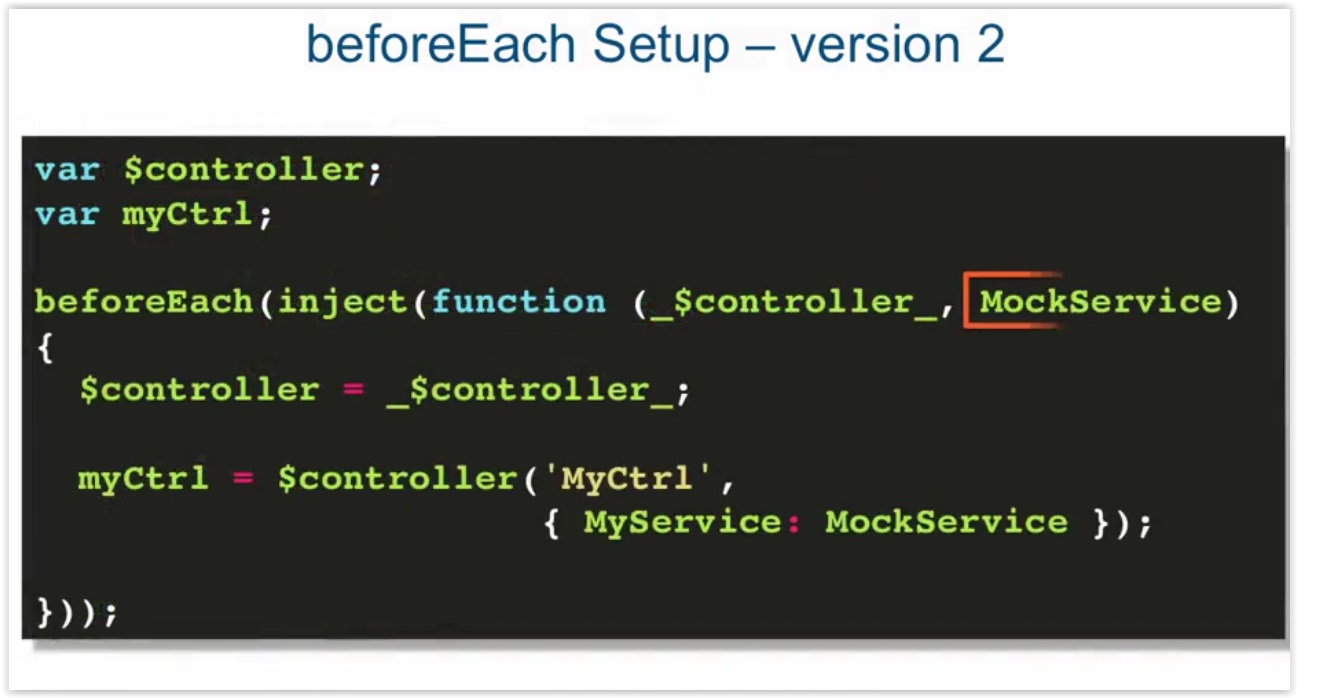 beforeEach Setup – version 2
var $controller;
var myCtrl;
beforeEach(inject(function (_$controller_, MockService)
{
$controller = _$controller_;
myCtrl = $controller('MyCtrl',
{ MyService: MockService });
}));